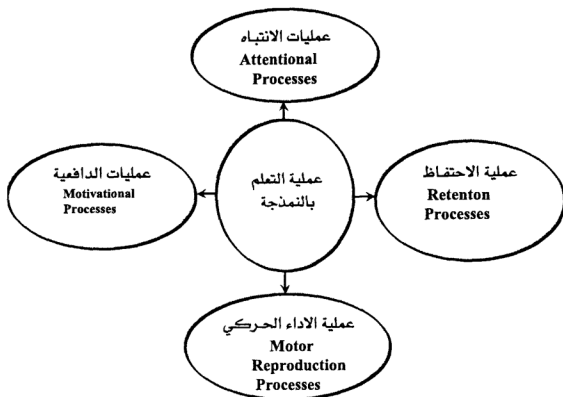 عمليات الانتباه
Attentional
Processes
عملية الاحتفاظ
Retenton
Processes
عملية التعلم
بالنمذجة
عمليات الدافعية
Motivational
Processes
عملية الاداء الحركي
Motor
Reproduction
Processes